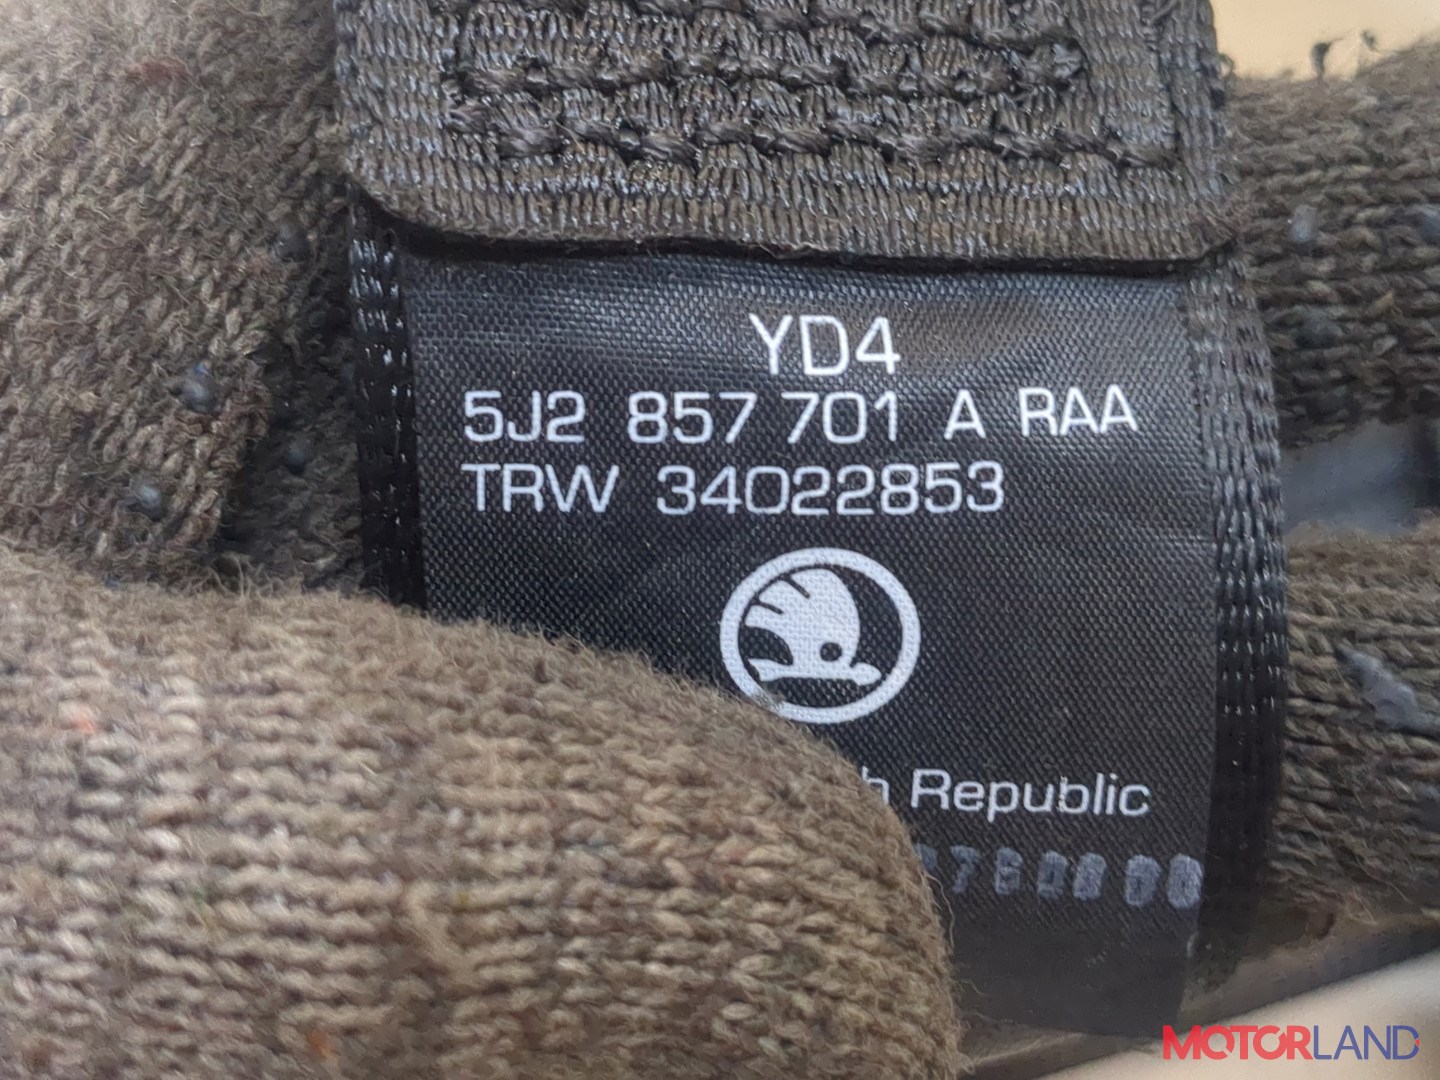 YD4
5J2 857 701 A RAA
TRW 34022853
Republic
MOTORLAND